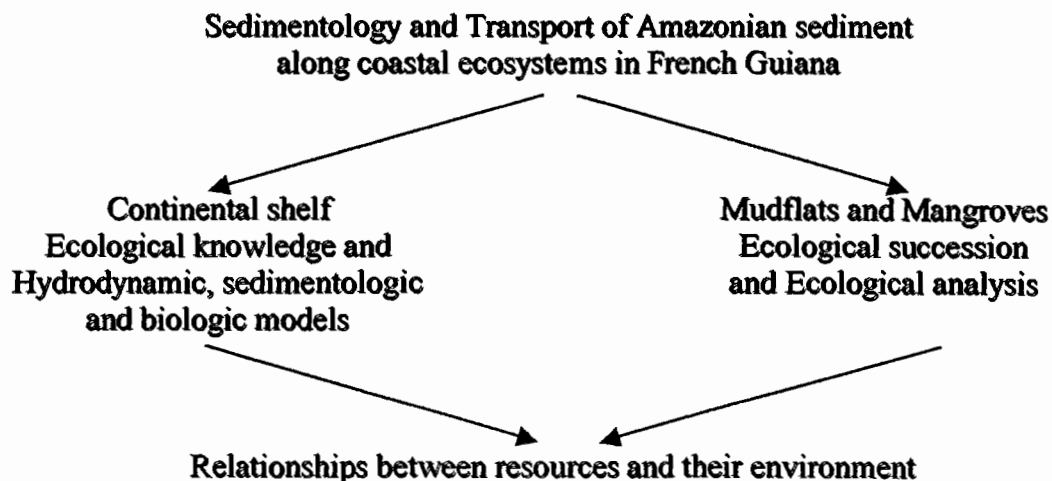 Sedimentology and Transport of Amazonian sediment
along coastal ecosystems in French Guiana
Continental shelf
Ecological knowledge and
Hydrodynamic, sedimentologic
and biologic models
Mudflats and Mangroves
Ecological succession
and Ecological analysis
Relationships between resources and their environment